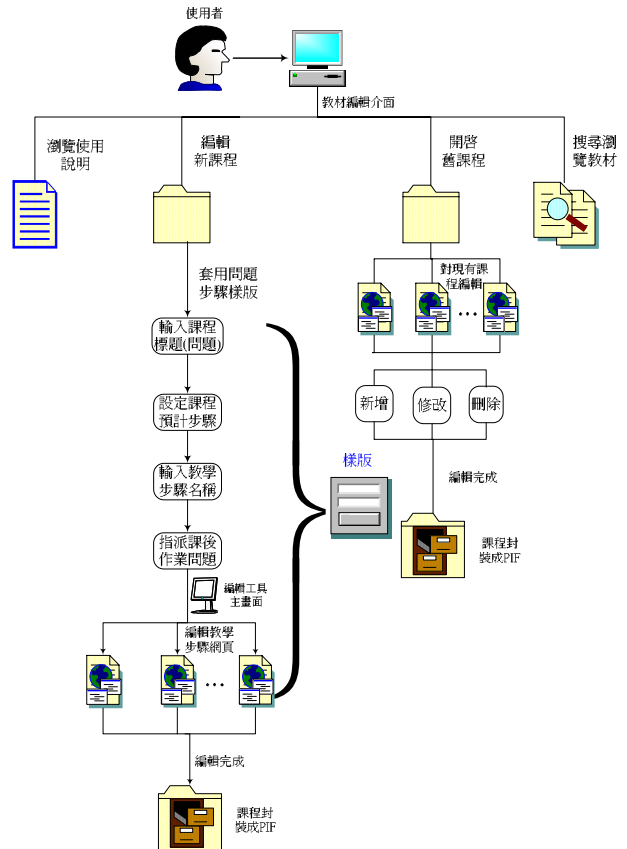 使用者
教材編輯介面
瀏覽使用
說明
編輯
新課程
開啓
舊課程
搜尋瀏
覽教材
套用問題
步驟樣版
對現有課
程編輯
輸入課程
標題(問題)
...
設定課程
預計步驟
新增
修改
刪除
樣版
輸入教學
步驟名稱
編輯完成
指派課後
作業問題
課程封
裝成PIF
編輯工具
主畫面
編輯教學
步驟網頁
...
編輯完成
課程封
裝成PIF